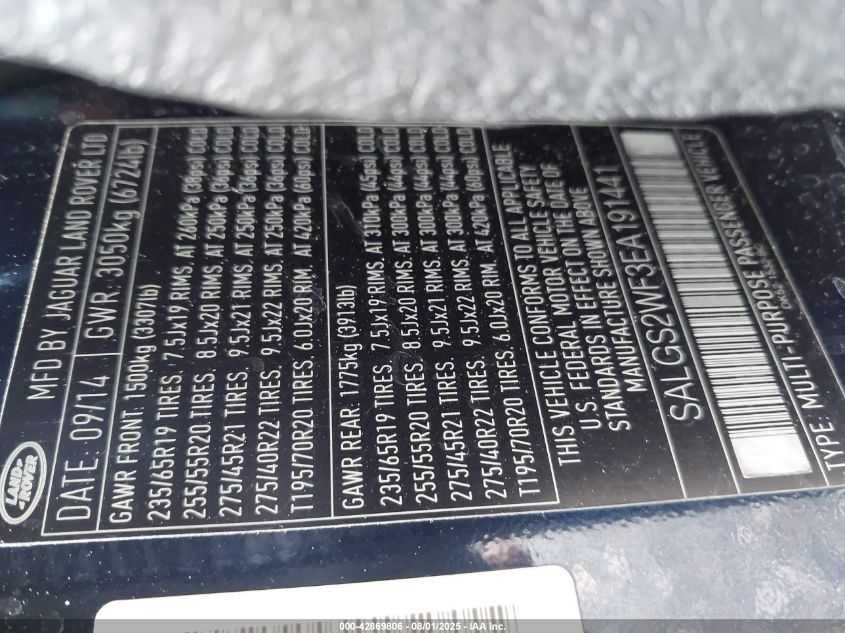 LAND-
ROVER
MFD BY JAGUAR LAND ROVER LTD
DATE: 09/14 GWR: 3050kg (6724lb)
GAWR FRONT: 1500kg (3307lb)
235/65R19 TIRES, 7.5Jx19 RIMS, AT 260kPa (38psi) COLD
255/55R20 TIRES, 8.5Jx20 RIMS, AT 250kPa (36psi) COLD
275/45R21 TIRES, 9.5Jx21 RIMS, AT 250kPa (36psi) COLD
275/40R22 TIRES, 9.5Jx22 RIMS, AT 250kPa (36psi) COLD
T195/70R20 TIRES, 6.0Jx20 RIM, AT 420kPa (60psi) COLD
GAWR REAR: 1775kg (3913lb)
235/65R19 TIRES, 7.5Jx19 RIMS, AT 310kPa (45psi) COLD
255/55R20 TIRES, 8.5Jx20 RIMS, AT 300kPa (44psi) COLD
275/45R21 TIRES, 9.5Jx21 RIMS, AT 300kPa (44psi) COLD
275/40R22 TIRES, 9.5Jx22 RIMS, AT 300kPa (44psi) COLD
T195/70R20 TIRES, 6.0Jx20 RIM, AT 420kPa (60psi) COLD
THIS VEHICLE CONFORMS TO ALL APPLICABLE
U.S. FEDERAL MOTOR VEHICLE SAFETY
STANDARDS IN EFFECT ON THE DATE OF
MANUFACTURE SHOWN ABOVE
SALGS2WF3EA191441
TYPE: MULTI-PURPOSE PASSENGER VEHICLE
000-42869806 - 08/01/2025 - IAA Inc.